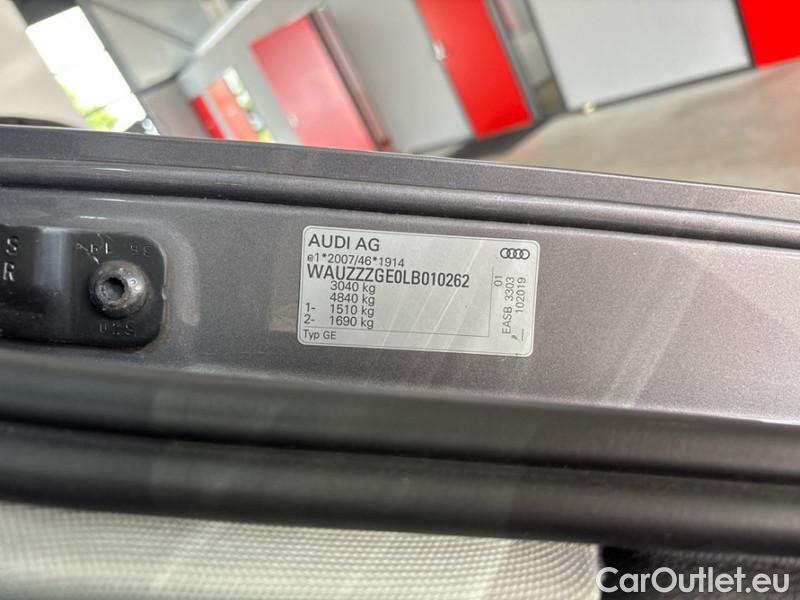 S
R
AUDI AG
e1*2007/46*1914
WAUZZZGE0LB010262
3040 kg
4840 kg
1- 1510 kg
2- 1690 kg
Typ GE
01
EASB 3303
102019
CarOutlet.eu